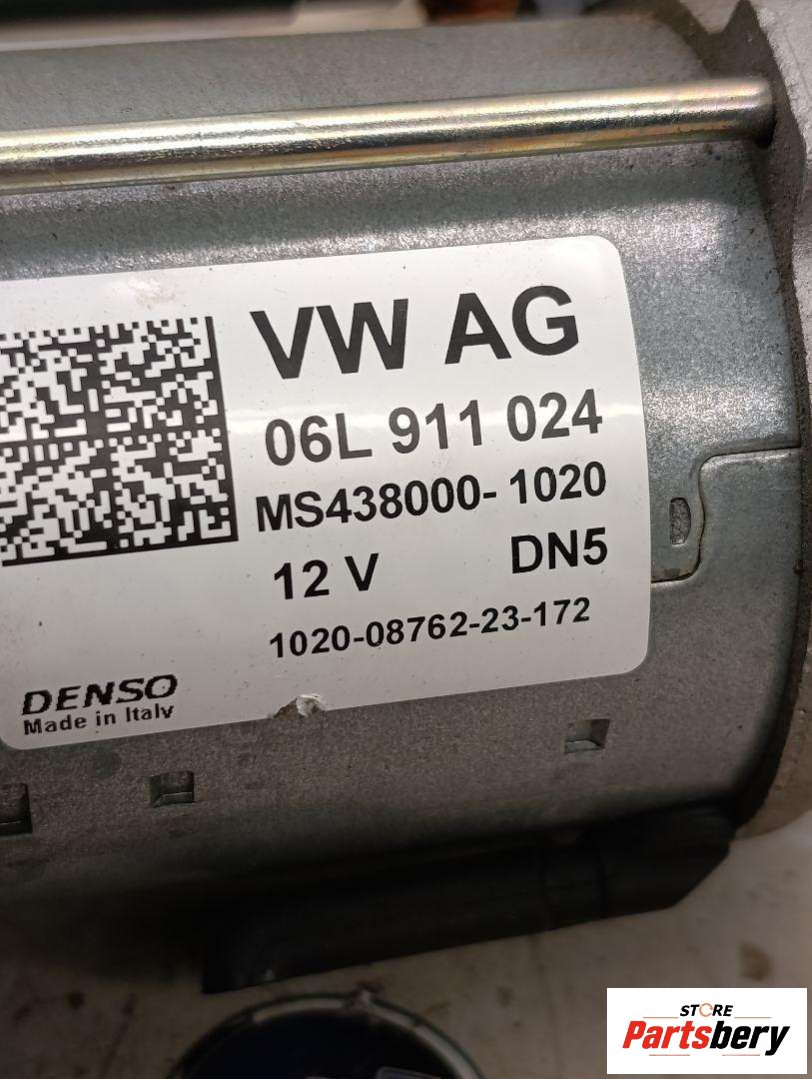 VW AG
06L 911 024
MS438000-1020
12 V DN5
1020-08762-23-172
DENSO
Made in Italy
STORE
Partsbery